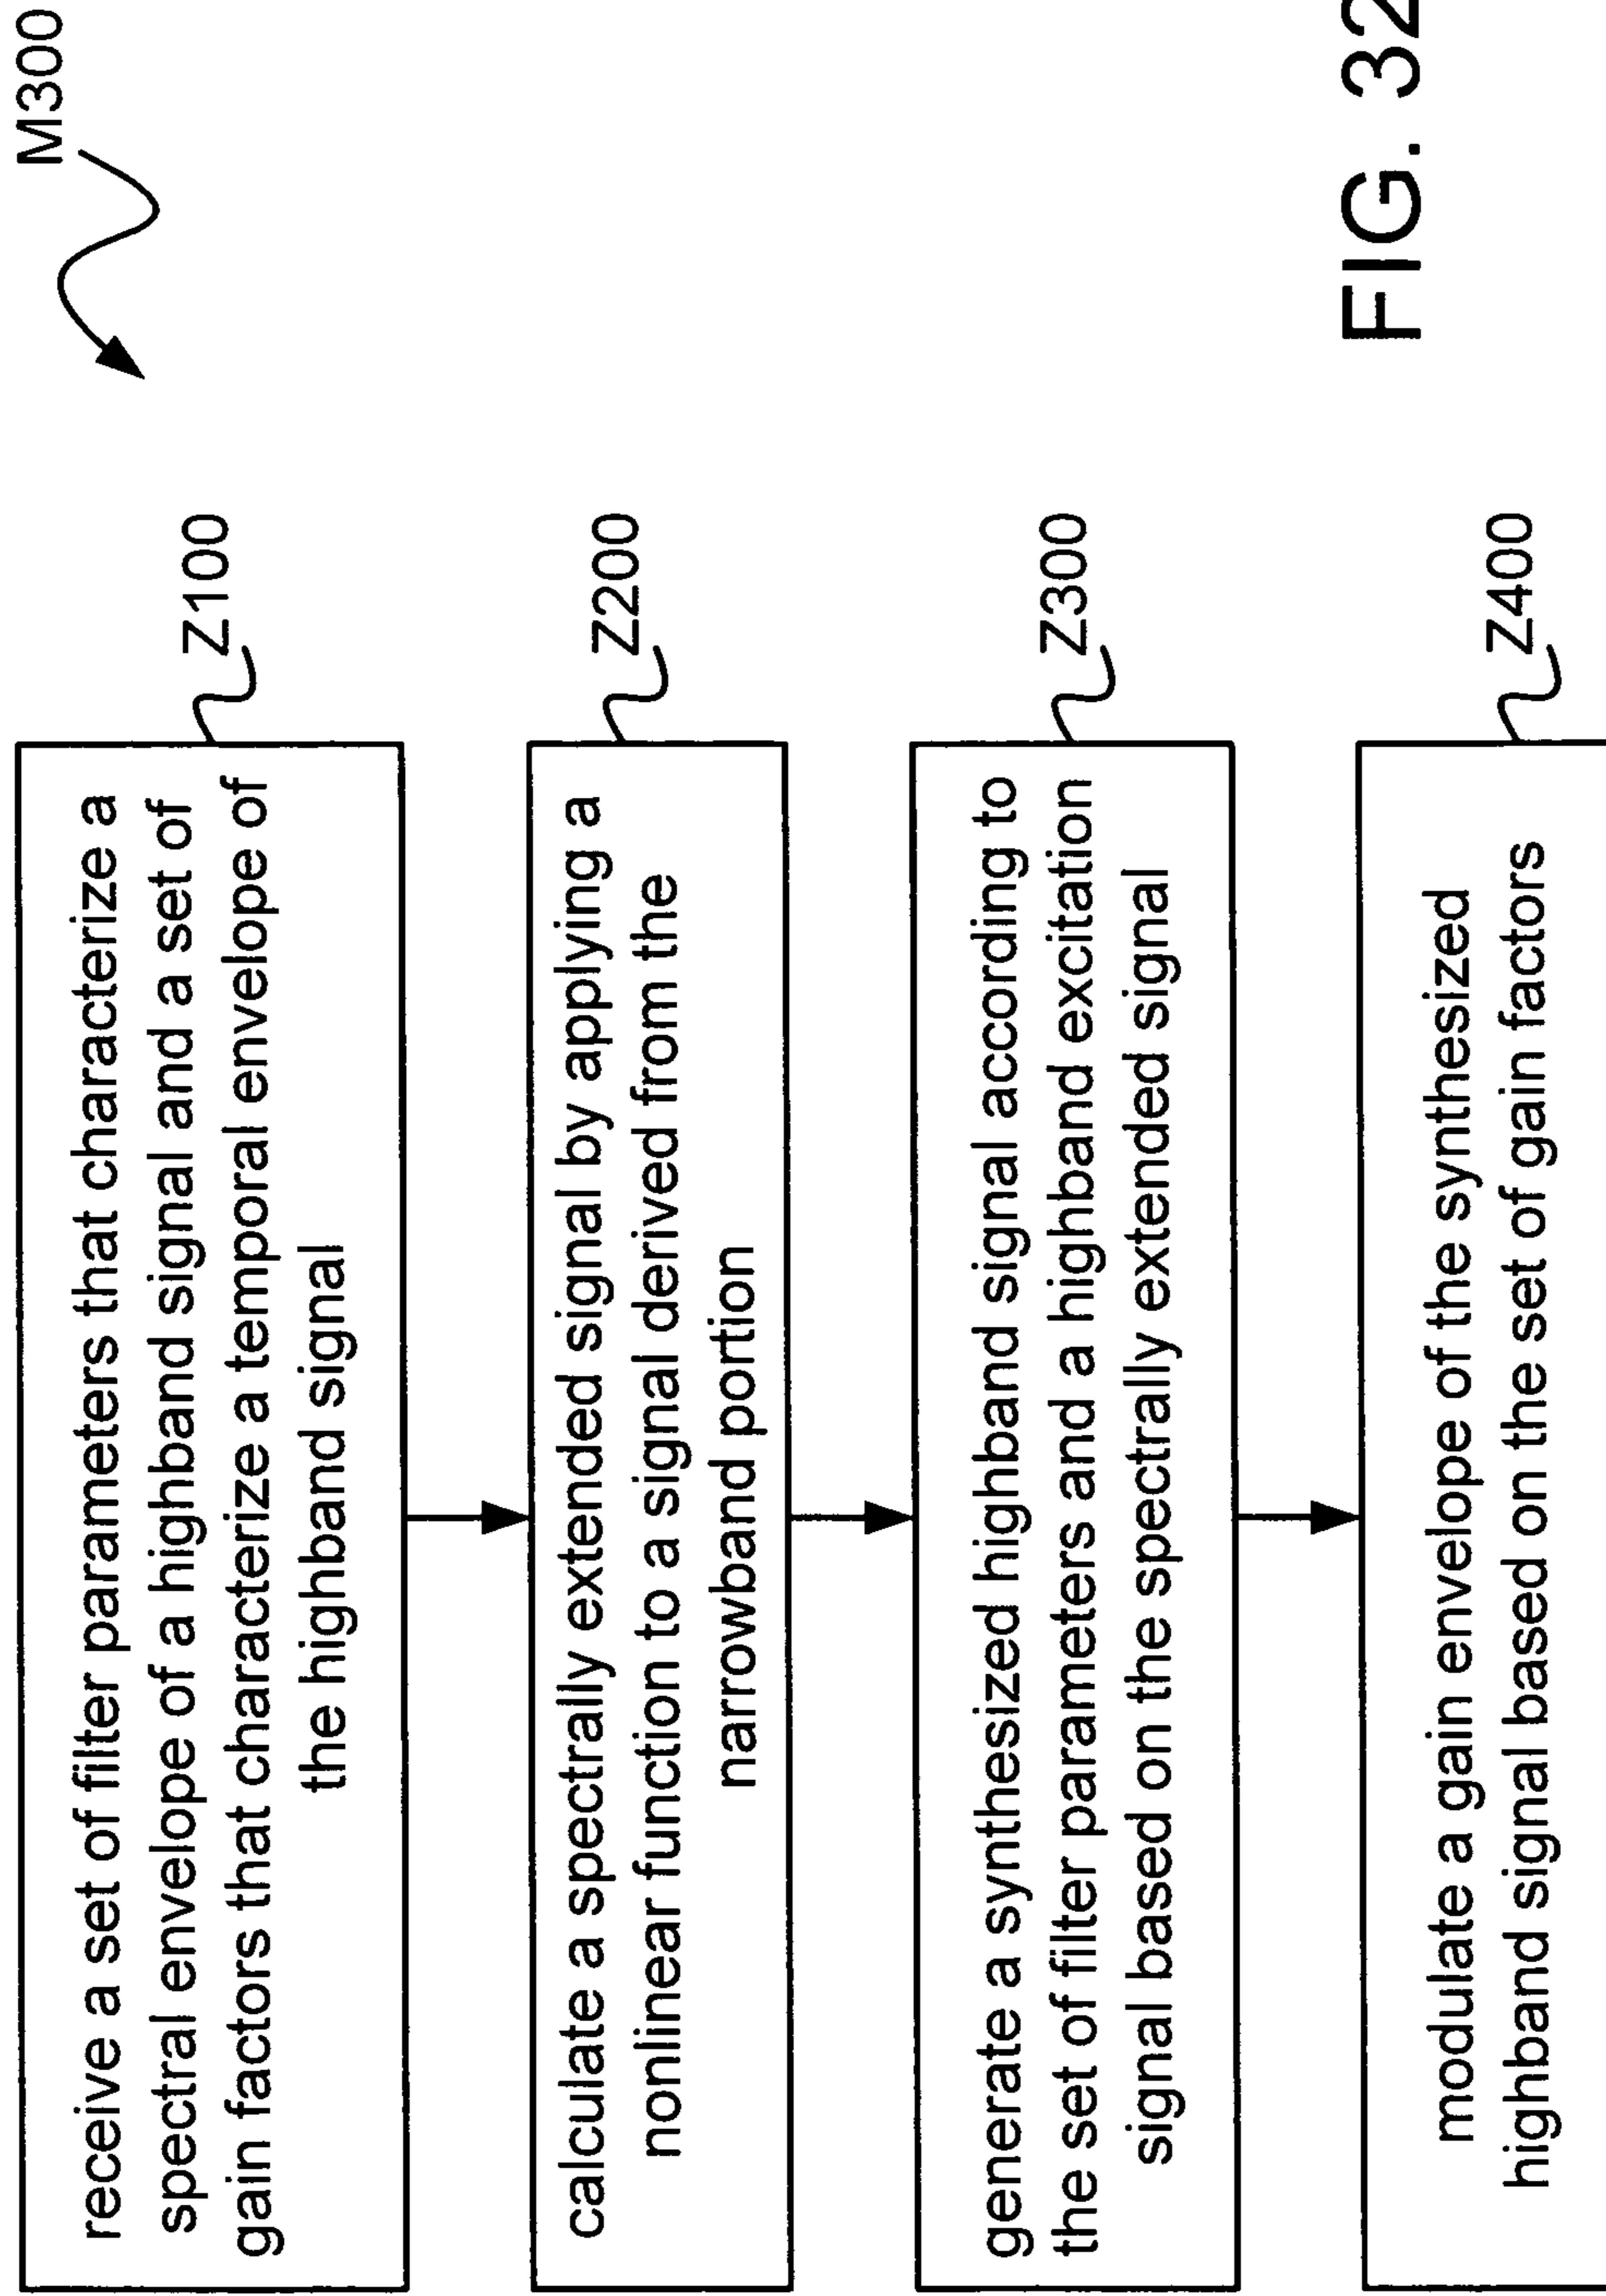 M300
receive a set of filter parameters that characterize a
spectral envelope of a highband signal and a set of
gain factors that characterize a temporal envelope of
the highband signal
Z100
calculate a spectrally extended signal by applying a
nonlinear function to a signal derived from the
narrowband portion
Z200
generate a synthesized highband signal according to
the set of filter parameters and a highband excitation
signal based on the spectrally extended signal
Z300
modulate a gain envelope of the synthesized
highband signal based on the set of gain factors
Z400
FIG. 32